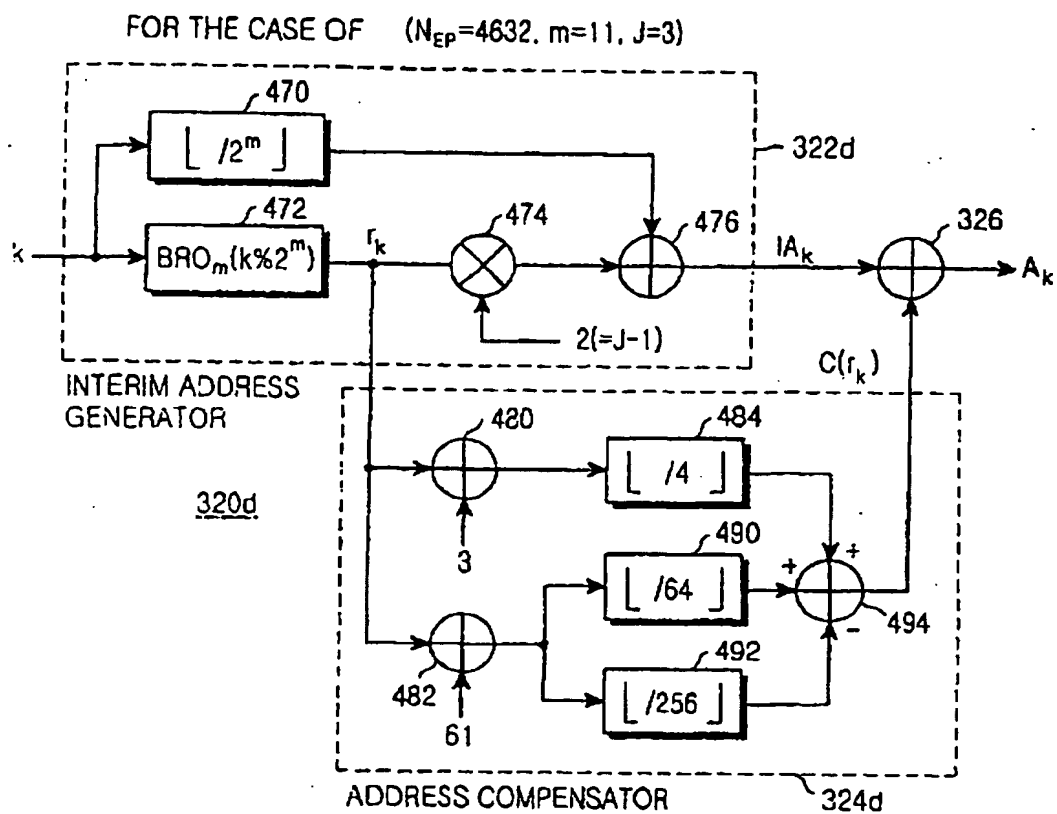 FOR THE CASE OF (N_EP=4632, m=11, J=3)
470
⌊ /2^m ⌋
322d
472
474
476
326
k
BRO_m(k%2^m)
r_k
IA_k
A_k
2(=J-1)
INTERIM ADDRESS
GENERATOR
C(r_k)
480
484
⌊ /4 ⌋
320d
3
490
+
+
⌊ /64 ⌋
-
494
482
492
⌊ /256 ⌋
61
ADDRESS COMPENSATOR
324d